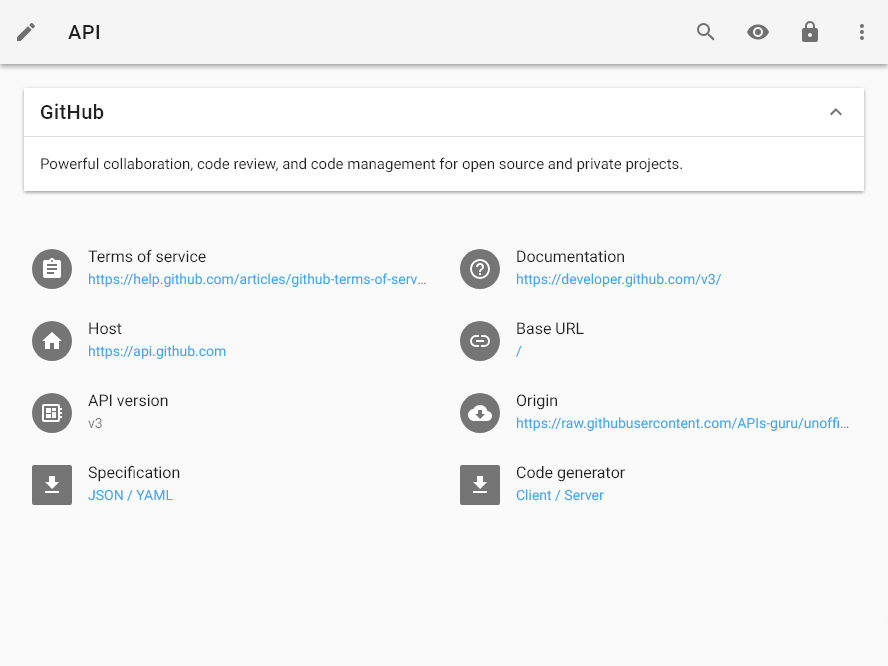 API
GitHub
Powerful collaboration, code review, and code management for open source and private projects.
Terms of service
https://help.github.com/articles/github-terms-of-serv…
Documentation
https://developer.github.com/v3/
Host
https://api.github.com
Base URL
/
API version
v3
Origin
https://raw.githubusercontent.com/APIs-guru/unoffi…
Specification
JSON / YAML
Code generator
Client / Server